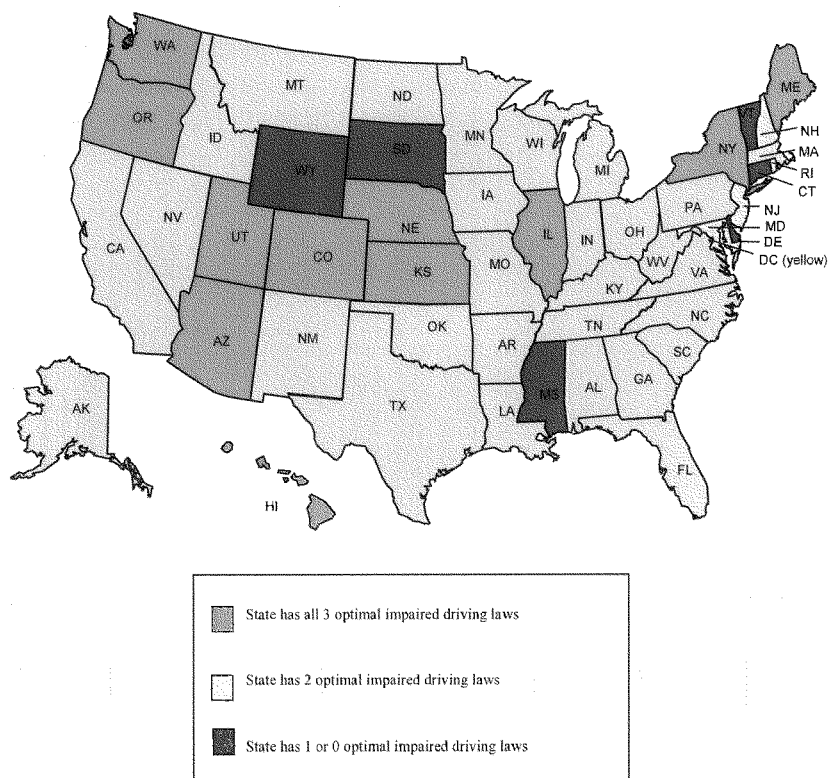 WA
MT
ND
ME
VT
OR
MN
ID
NH
SD
WI
NY
MA
WY
MI
RI
CT
IA
PA
NJ
NE
NV
OH
MD
IL
IN
DE
UT
CA
CO
WV
DC (yellow)
VA
KS
MO
KY
NC
TN
OK
AZ
NM
AR
SC
MS
AL
GA
AK
TX
LA
FL
HI
State has all 3 optimal impaired driving laws
State has 2 optimal impaired driving laws
State has 1 or 0 optimal impaired driving laws